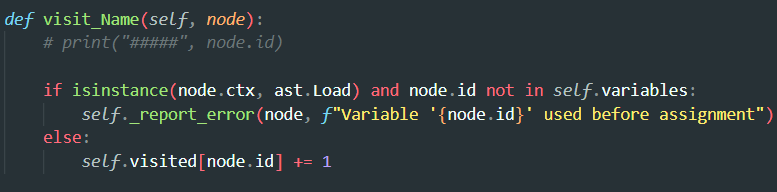 def visit_Name(self, node):
    # print("#####", node.id)

    if isinstance(node.ctx, ast.Load) and node.id not in self.variables:
        self._report_error(node, f"Variable '{node.id}' used before assignment")
    else:
        self.visited[node.id] += 1